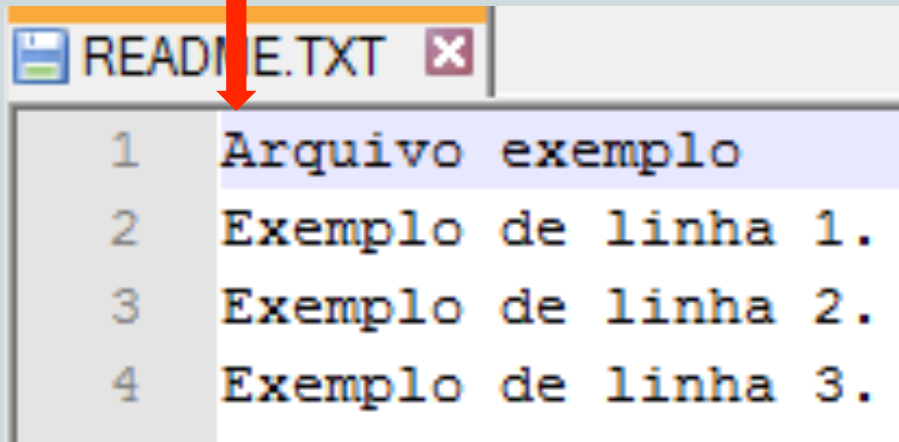 README.TXT
1 Arquivo exemplo
2 Exemplo de linha 1.
3 Exemplo de linha 2.
4 Exemplo de linha 3.